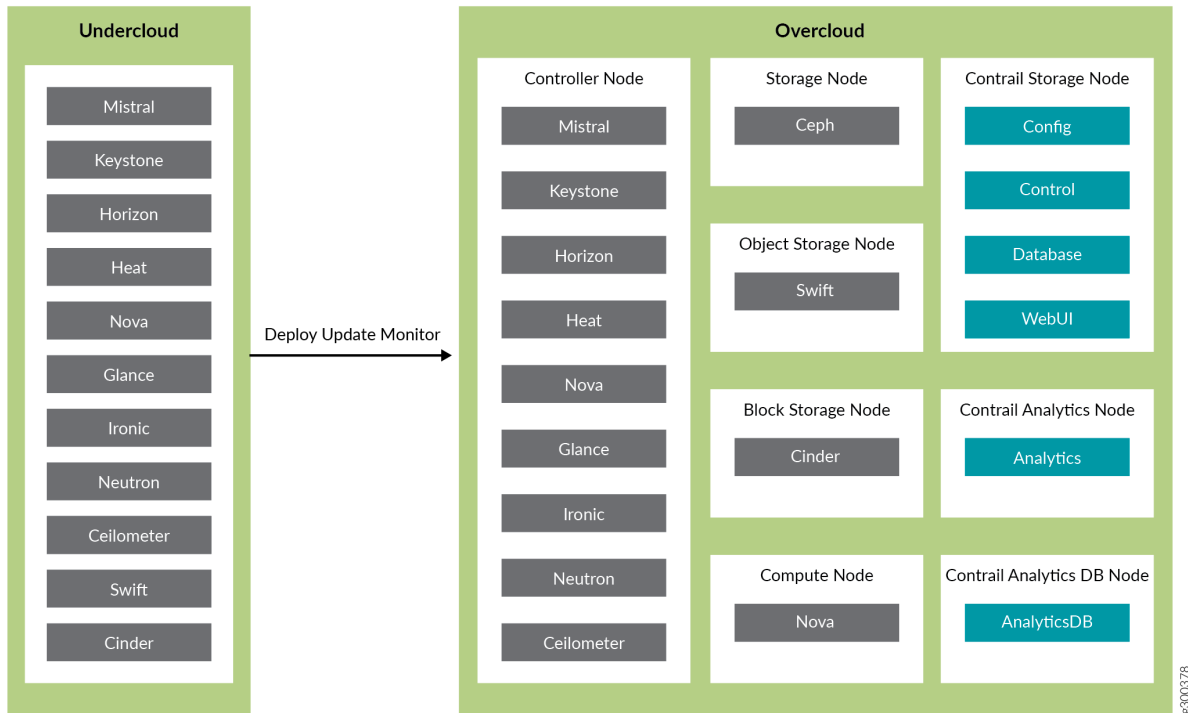 Undercloud
Mistral
Keystone
Horizon
Heat
Nova
Glance
Ironic
Neutron
Ceilometer
Swift
Cinder
Deploy Update Monitor
Overcloud
Controller Node
Mistral
Keystone
Horizon
Heat
Nova
Glance
Ironic
Neutron
Ceilometer
Storage Node
Ceph
Object Storage Node
Swift
Block Storage Node
Cinder
Compute Node
Nova
Contrail Storage Node
Config
Control
Database
WebUI
Contrail Analytics Node
Analytics
Contrail Analytics DB Node
AnalyticsDB
g300378